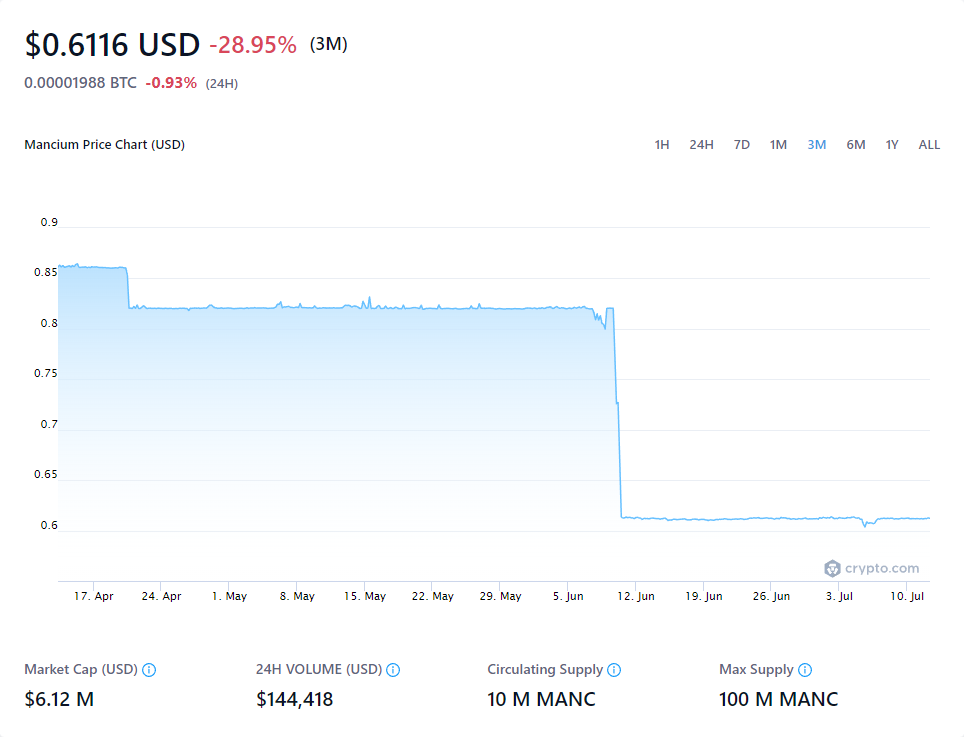 $0.6116 USD -28.95% (3M)
0.00001988 BTC -0.93% (24H)
Mancium Price Chart (USD) 1H 24H 7D 1M 3M 6M 1Y ALL
0.9
0.85
0.8
0.75
0.7
0.65
0.6
crypto.com
17. Apr 24. Apr 1. May 8. May 15. May 22. May 29. May 5. Jun 12. Jun 19. Jun 26. Jun 3. Jul 10. Jul
Market Cap (USD) 24H VOLUME (USD) Circulating Supply Max Supply
$6.12 M $144,418 10 M MANC 100 M MANC